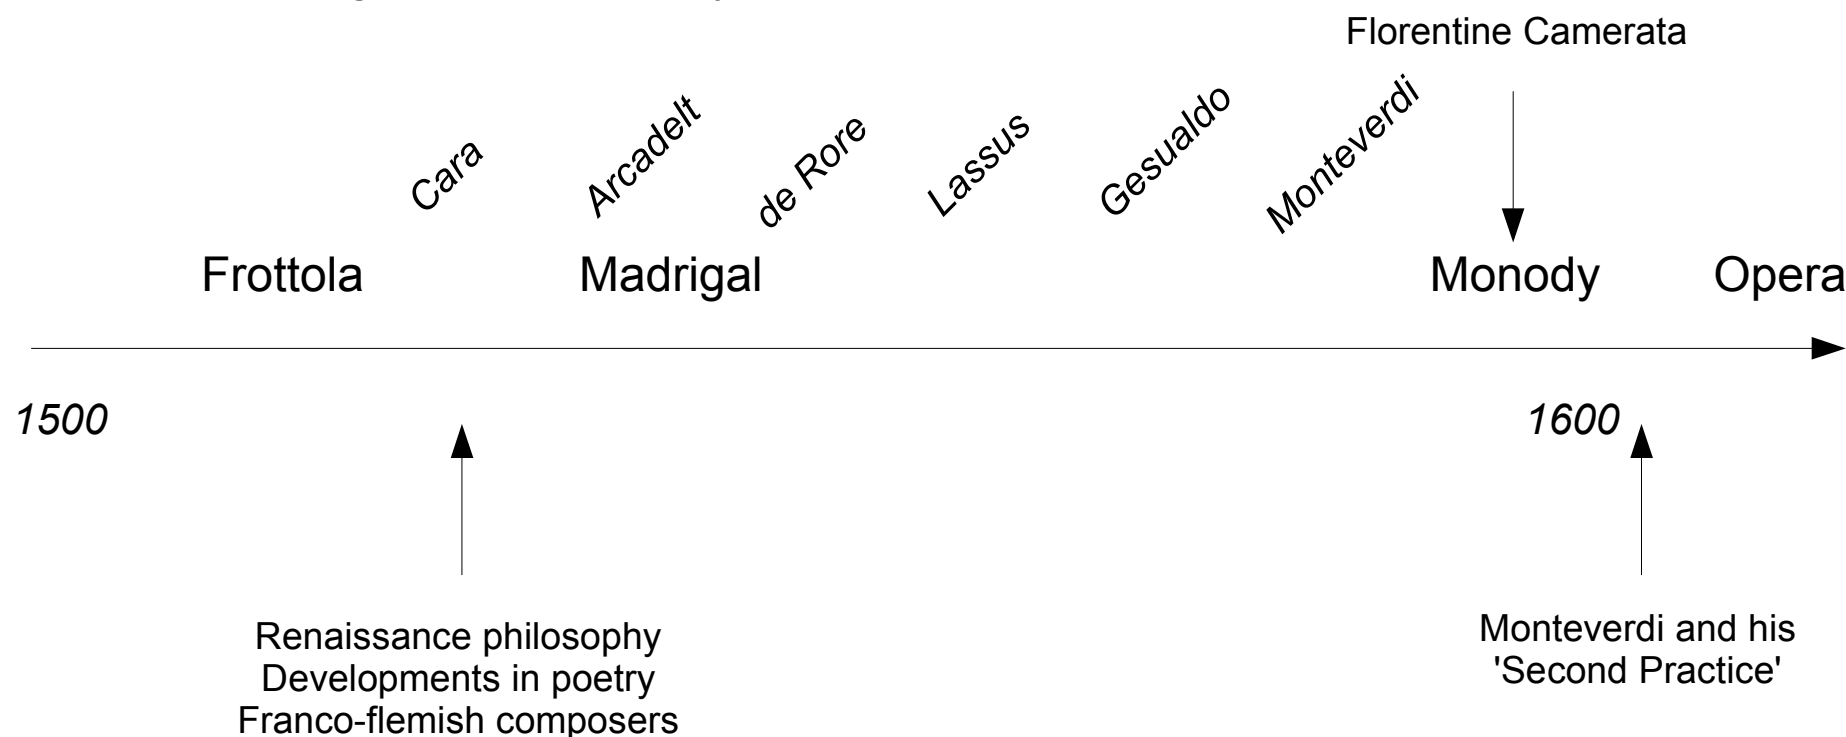 Florentine Camerata
Cara
Arcadelt
de Rore
Lassus
Gesualdo
Monteverdi
Frottola
Madrigal
Monody
Opera
1500
1600
Renaissance philosophy
Developments in poetry
Franco-flemish composers
Monteverdi and his
'Second Practice'